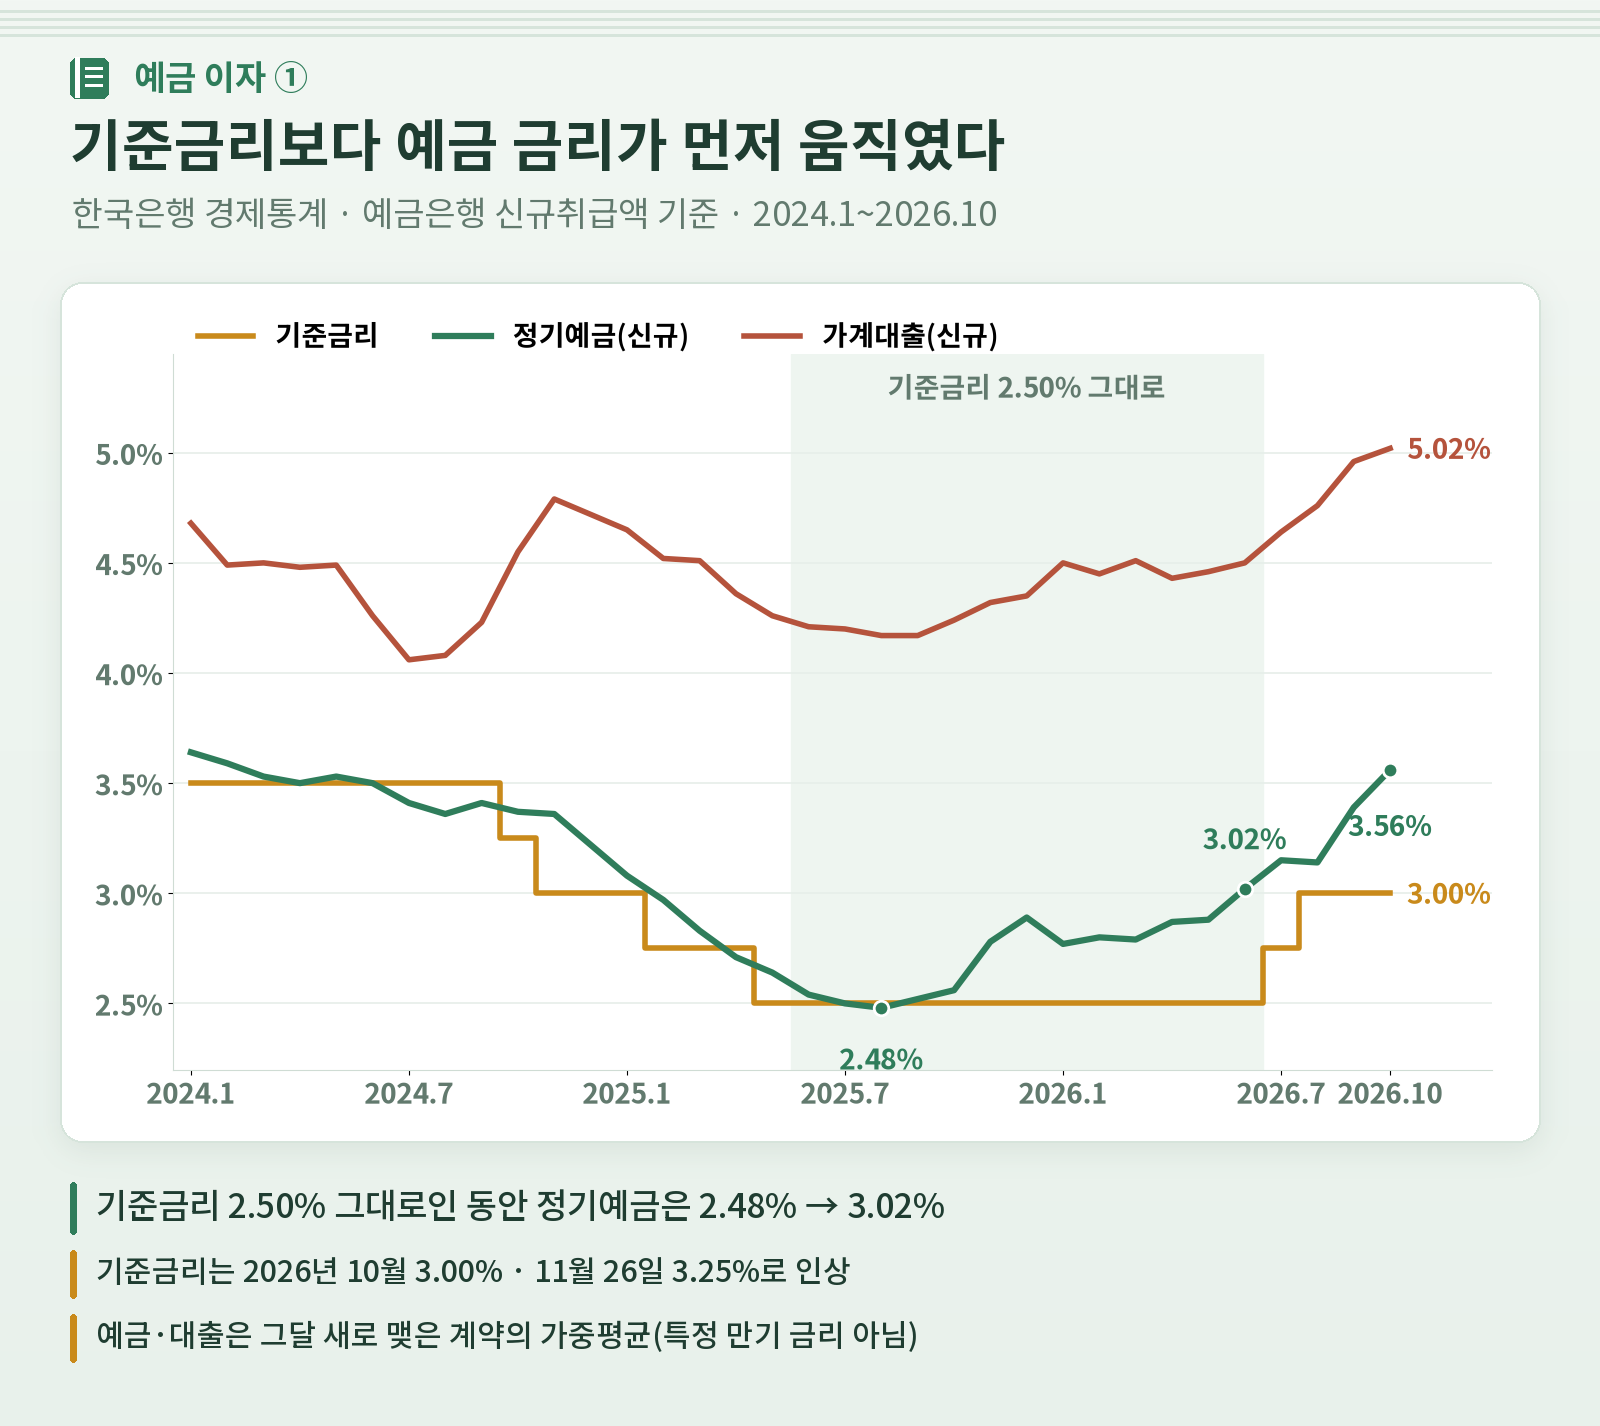 예금 이자 ①
기준금리보다 예금 금리가 먼저 움직였다
한국은행 경제통계 · 예금은행 신규취급액 기준 · 2024.1~2026.10
기준금리 정기예금(신규) 가계대출(신규)
기준금리 2.50% 그대로
5.0%
5.02%
4.5%
4.0%
3.5%
3.02%
3.56%
3.0%
3.00%
2.5%
2.48%
2024.1 2024.7 2025.1 2025.7 2026.1 2026.7 2026.10
기준금리 2.50% 그대로인 동안 정기예금은 2.48% → 3.02%
기준금리는 2026년 10월 3.00% · 11월 26일 3.25%로 인상
예금·대출은 그달 새로 맺은 계약의 가중평균(특정 만기 금리 아님)